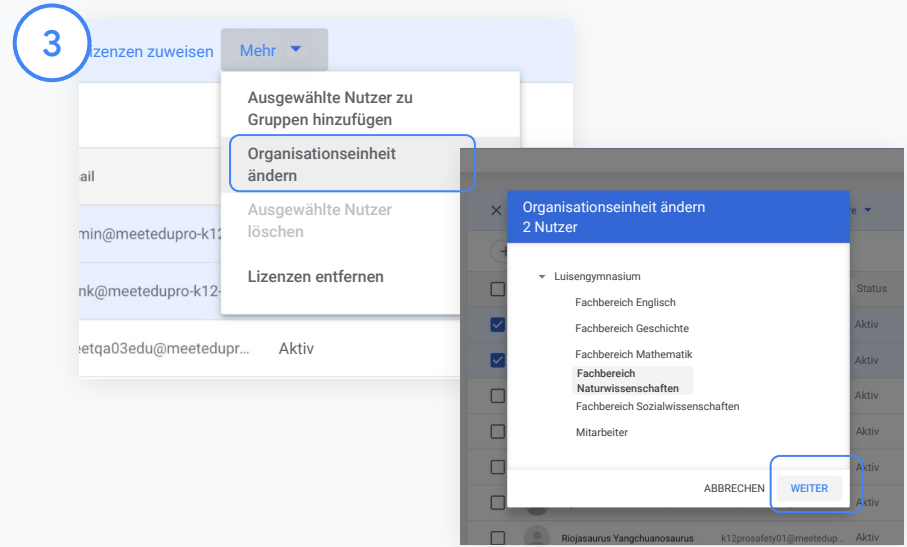 3
izenzen zuweisen Mehr
Ausgewählte Nutzer zu
Gruppen hinzufügen
Organisationseinheit
ändern
Ausgewählte Nutzer
löschen
Lizenzen entfernen
ail
min@meetedupro-k12
nk@meetedupro-k12-
eetqa03edu@meetedupr... Aktiv
Organisationseinheit ändern
2 Nutzer
Luisengymnasium
Fachbereich Englisch
Fachbereich Geschichte
Fachbereich Mathematik
Fachbereich
Naturwissenschaften
Fachbereich Sozialwissenschaften
Mitarbeiter
ABBRECHEN WEITER
e
Status
Aktiv
Aktiv
Aktiv
Aktiv
Aktiv
Aktiv
Riojasaurus Yangchuanosaurus k12prosafety01@meetedup... Aktiv